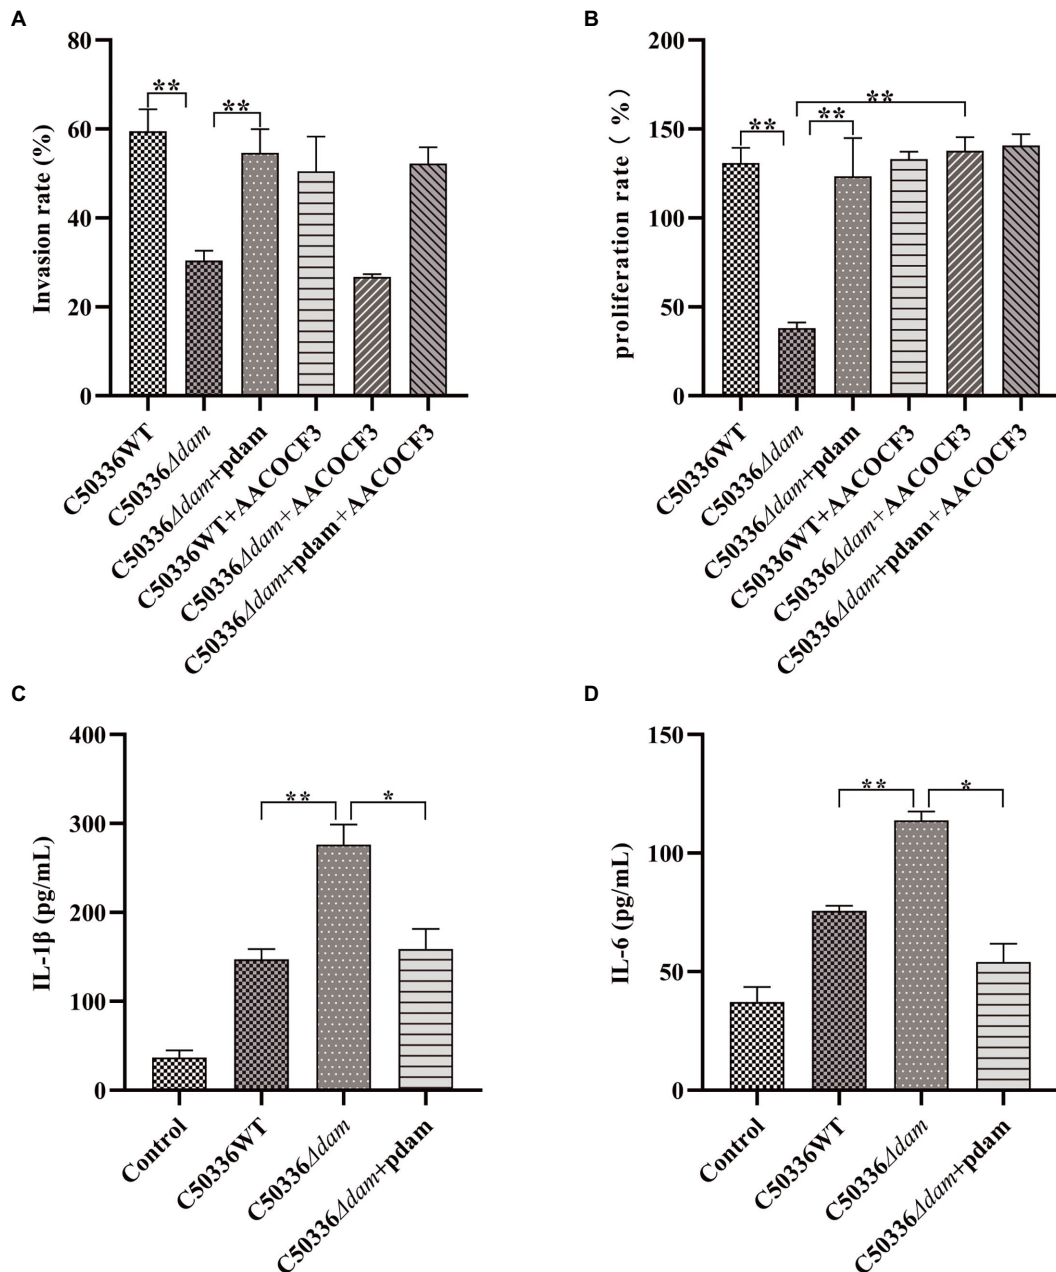 A
Invasion rate (%)
80
60
40
20
0
**
**
C50336WT
C50336Δdam
C50336Δdam+pdam
C50336WT+AACOCF3
C50336Δdam+AACOCF3
C50336Δdam+pdam+AACOCF3
B
proliferation rate ( %)
200
150
100
50
0
**
**
**
C50336WT
C50336Δdam
C50336Δdam+pdam
C50336WT+AACOCF3
C50336Δdam+AACOCF3
C50336Δdam+pdam+AACOCF3
C
IL-1β (pg/mL)
400
300
200
100
0
**
*
Control
C50336WT
C50336Δdam
C50336Δdam+pdam
D
IL-6 (pg/mL)
150
100
50
0
**
*
Control
C50336WT
C50336Δdam
C50336Δdam+pdam